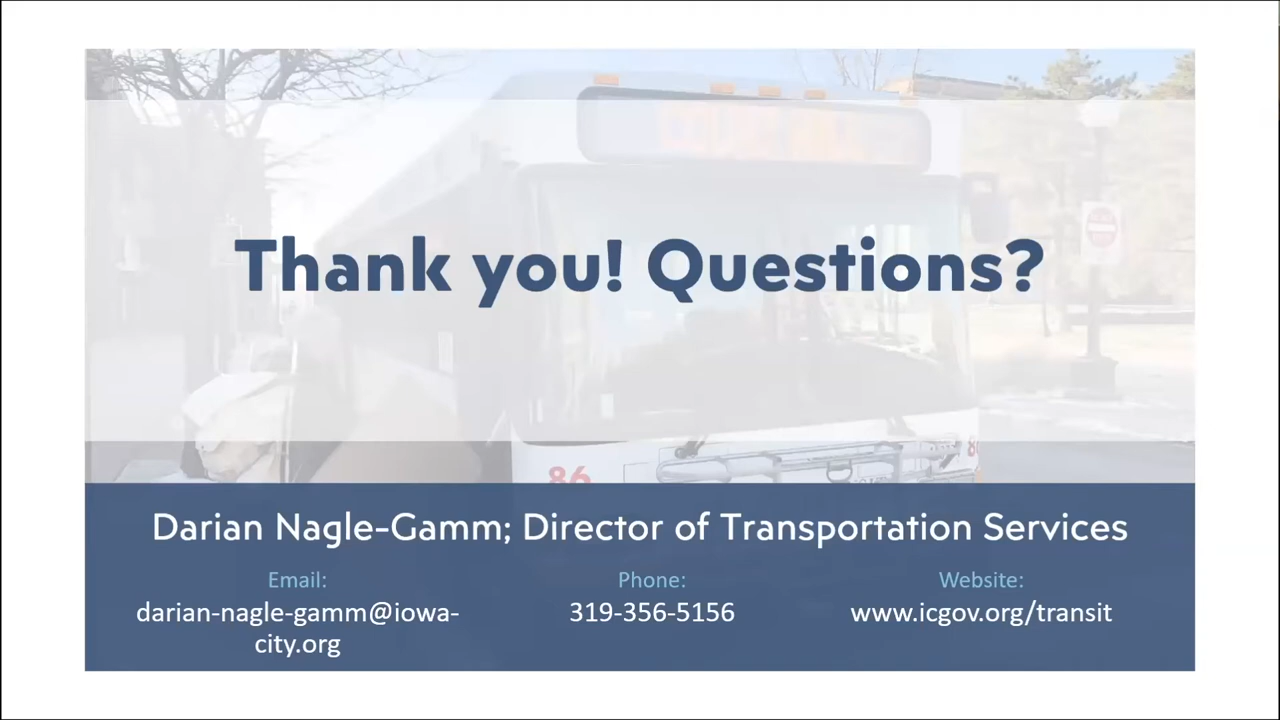 Thank you! Questions?
86
Darian Nagle-Gamm; Director of Transportation Services
Email:
darian-nagle-gamm@iowa-
city.org
Phone:
319-356-5156
Website:
www.icgov.org/transit